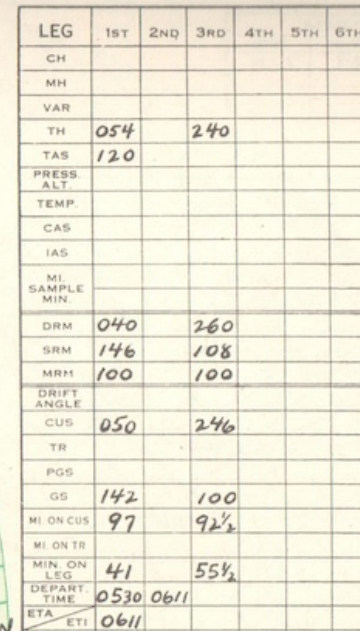 LEG 1ST 2ND 3RD 4TH 5TH 6TH
CH
MH
VAR
TH 054 240
TAS 120
PRESS. ALT.
TEMP.
CAS
IAS
MI. SAMPLE MIN.
DRM 040 260
SRM 146 108
MRM 100 100
DRIFT ANGLE
CUS 050 246
TR
PGS
GS 142 100
MI. ON CUS 97 92½
MI. ON TR
MIN. ON LEG 41 55½
DEPART. TIME 0530 0611
ETA ETI 0611